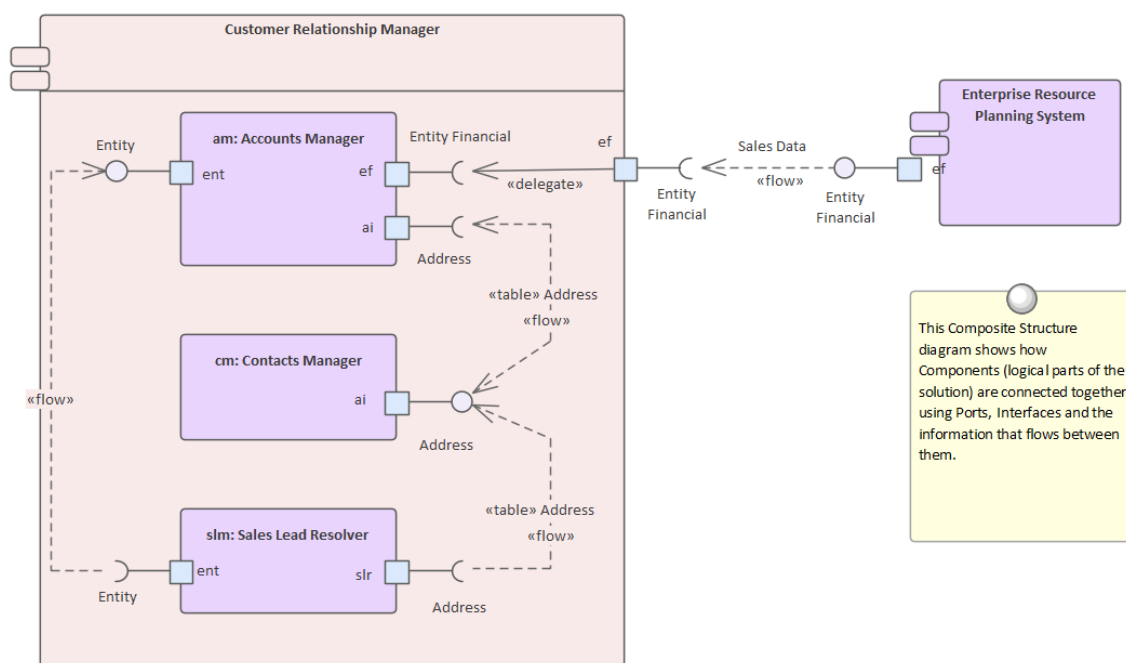 Customer Relationship Manager
am: Accounts Manager
Entity
ent
ef
ai
Entity Financial
Address
«delegate»
ef
Entity
Financial
Sales Data
«flow»
Entity
Financial
ef
Enterprise Resource
Planning System
«table» Address
«flow»
cm: Contacts Manager
ai
Address
«flow»
«table» Address
«flow»
slm: Sales Lead Resolver
ent
slr
Entity
Address
This Composite Structure
diagram shows how
Components (logical parts of the
solution) are connected together
using Ports, Interfaces and the
information that flows between
them.